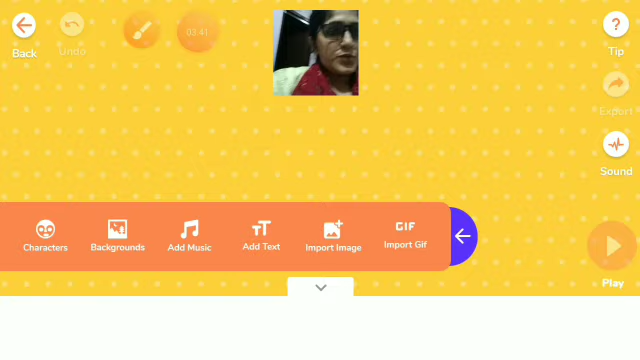 Back
Undo
03:41
?
Tip
Export
Sound
Characters
Backgrounds
Add Music
TT
Add Text
Import Image
GIF
Import Gif
Play